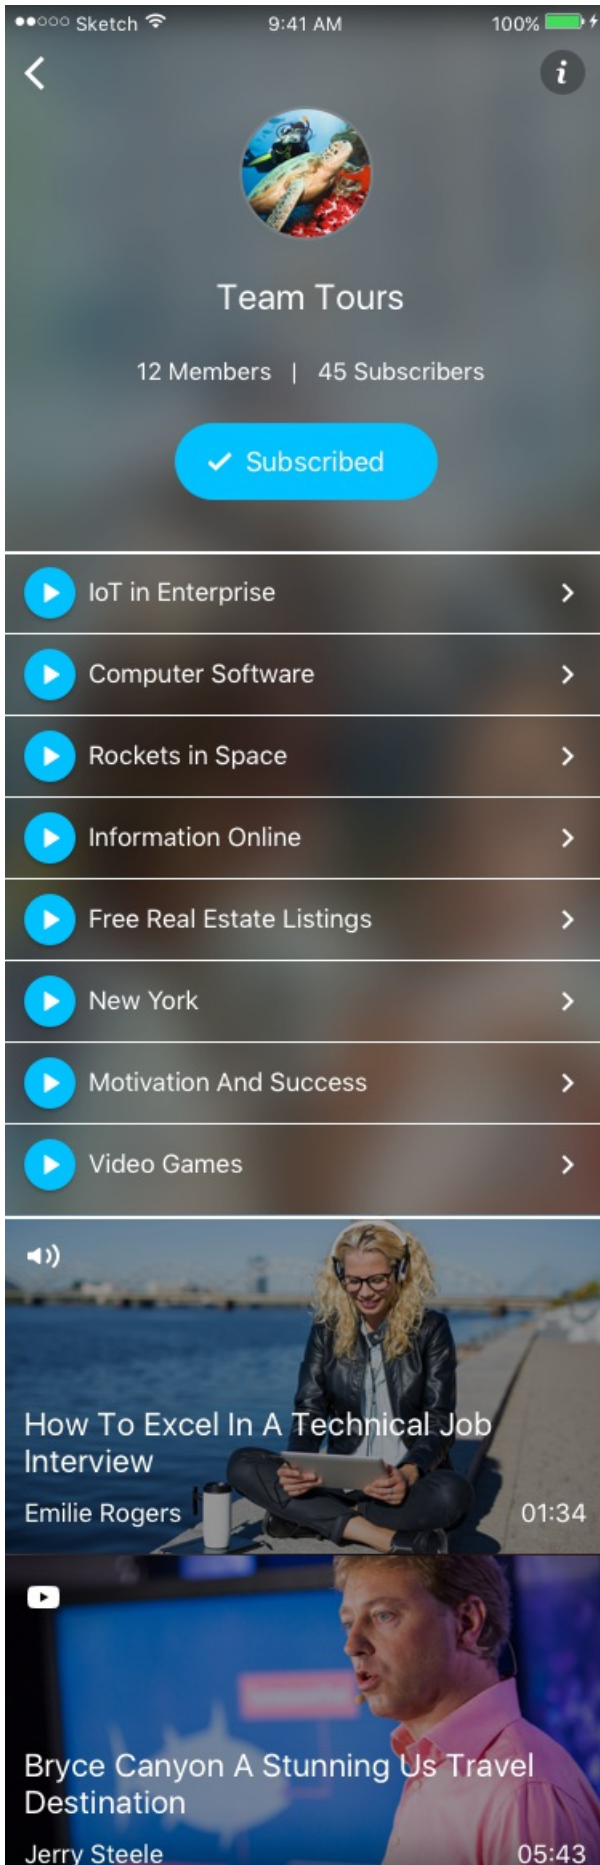 Sketch 9:41 AM 100%
i
Team Tours
12 Members | 45 Subscribers
Subscribed
IoT in Enterprise
Computer Software
Rockets in Space
Information Online
Free Real Estate Listings
New York
Motivation And Success
Video Games
How To Excel In A Technical Job
Interview
Emilie Rogers 01:34
Bryce Canyon A Stunning Us Travel
Destination
Jerry Steele 05:43